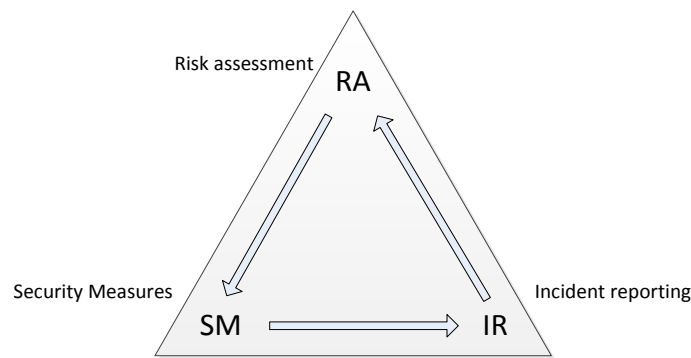 Risk assessment
RA
Security Measures
Incident reporting
SM
IR